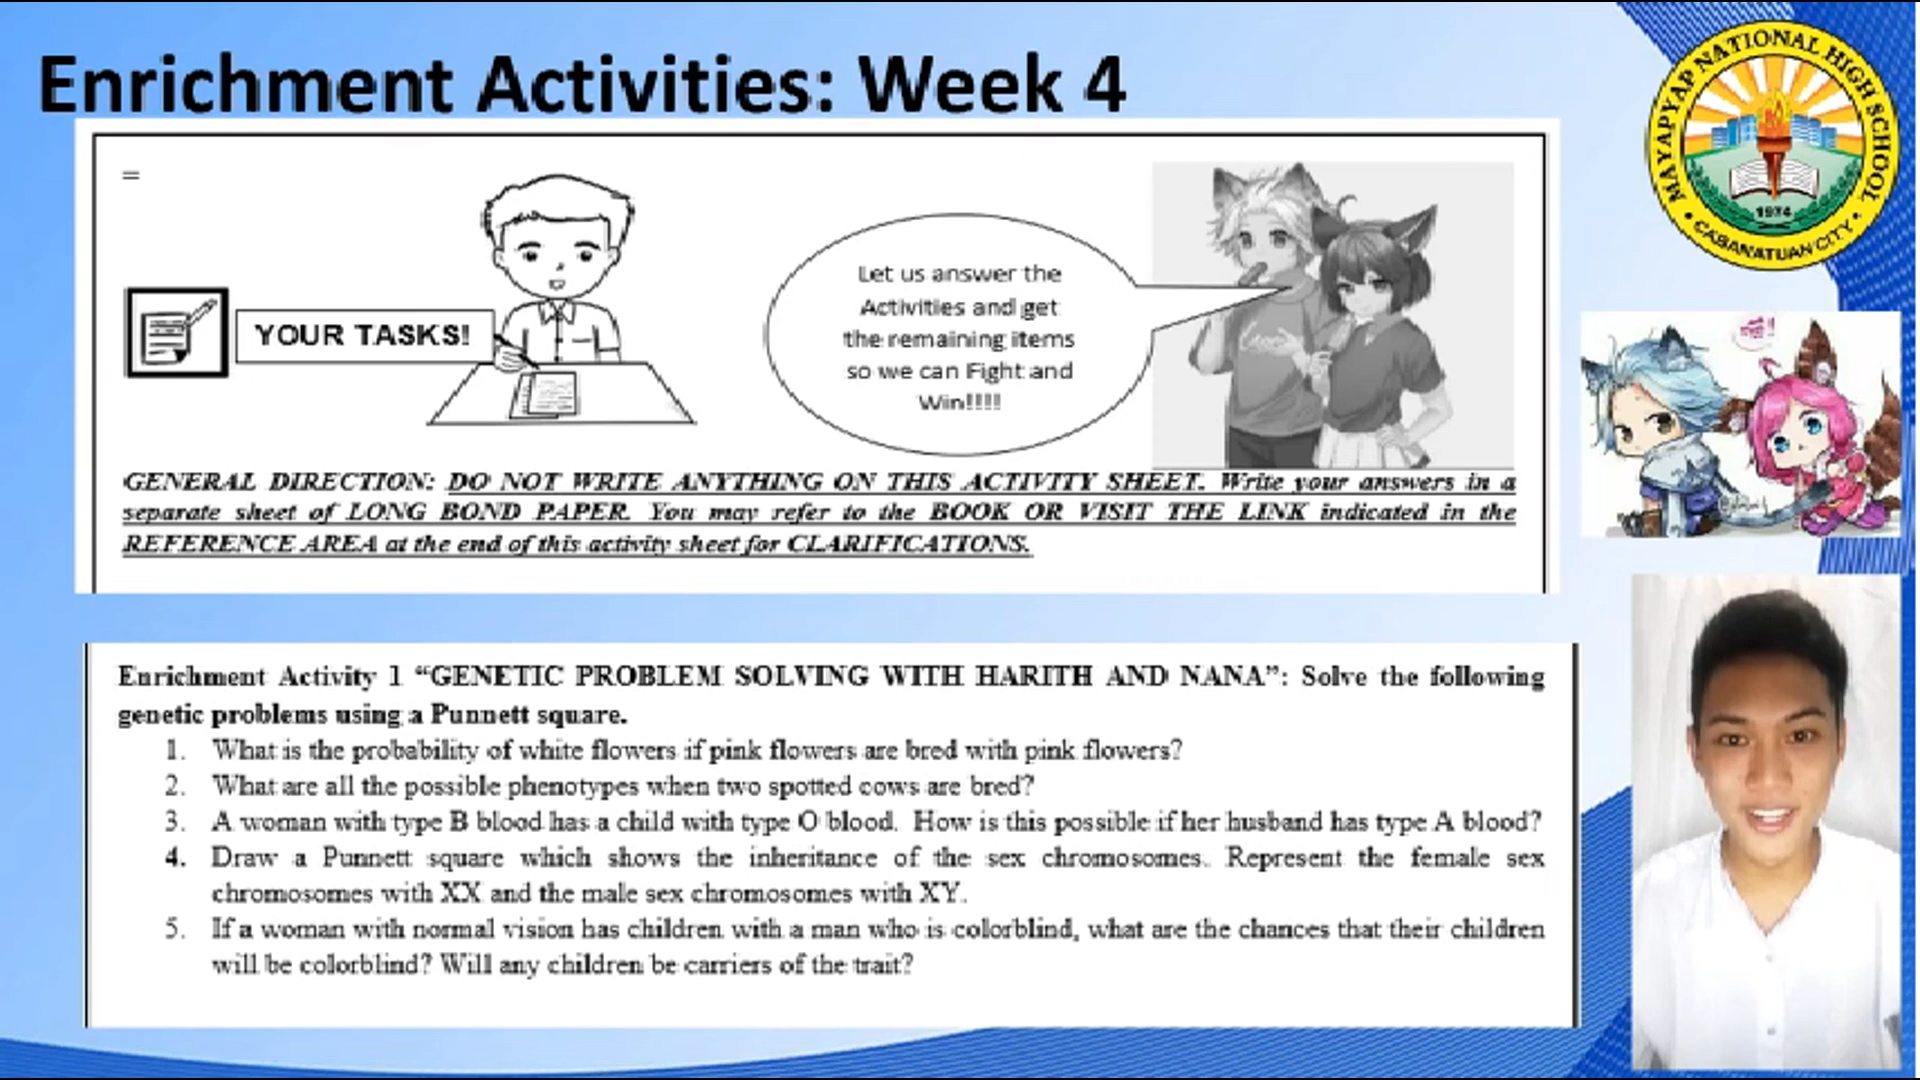 Enrichment Activities: Week 4
MAYAPYAP NATIONAL HIGH SCHOOL
1974
CABANATUAN CITY
=
YOUR TASKS!
Let us answer the
Activities and get
the remaining items
so we can Fight and
Win!!!!
GENERAL DIRECTION: DO NOT WRITE ANYTHING ON THIS ACTIVITY SHEET. Write your answers in a
separate sheet of LONG BOND PAPER. You may refer to the BOOK OR VISIT THE LINK indicated in the
REFERENCE AREA at the end of this activity sheet for CLARIFICATIONS.
Enrichment Activity 1 “GENETIC PROBLEM SOLVING WITH HARITH AND NANA”: Solve the following
genetic problems using a Punnett square.
1. What is the probability of white flowers if pink flowers are bred with pink flowers?
2. What are all the possible phenotypes when two spotted cows are bred?
3. A woman with type B blood has a child with type O blood. How is this possible if her husband has type A blood?
4. Draw a Punnett square which shows the inheritance of the sex chromosomes. Represent the female sex
chromosomes with XX and the male sex chromosomes with XY.
5. If a woman with normal vision has children with a man who is colorblind, what are the chances that their children
will be colorblind? Will any children be carriers of the trait?